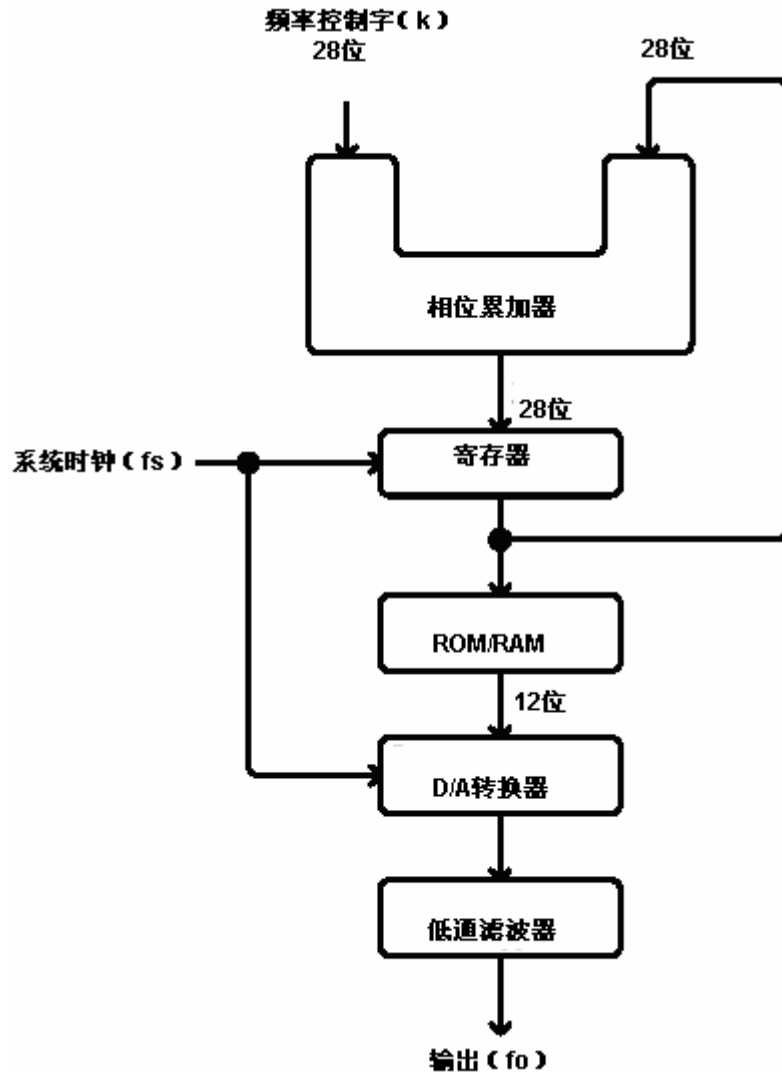 频率控制字(k)
28位
28位
相位累加器
28位
系统时钟(fs)
寄存器
ROM/RAM
12位
D/A转换器
低通滤波器
输出(fo)